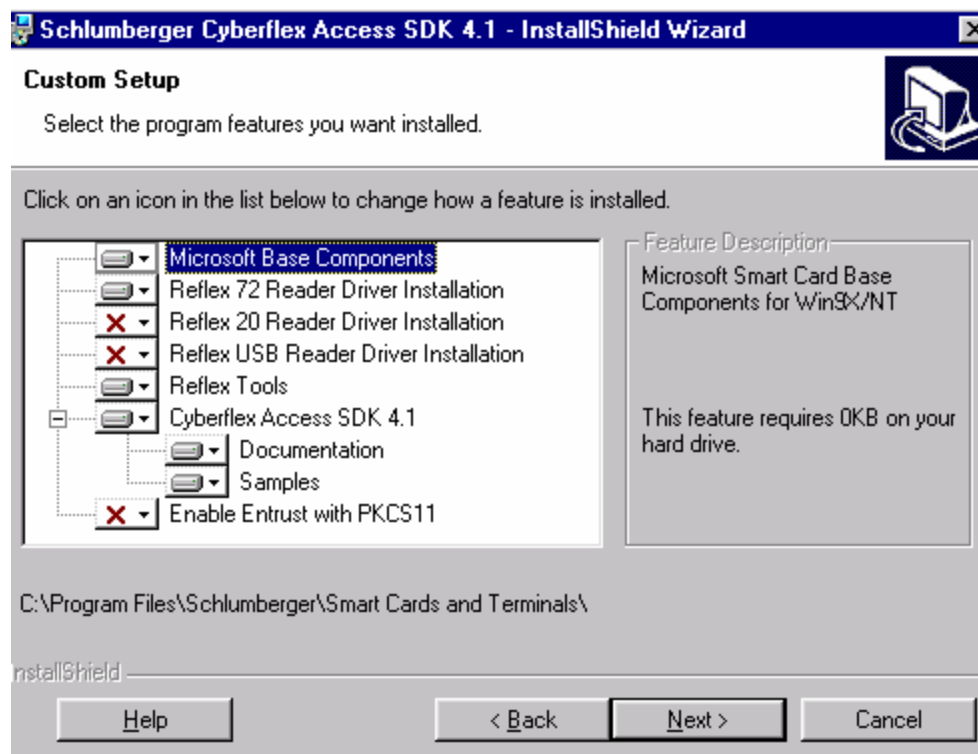 Schlumberger Cyberflex Access SDK 4.1 - InstallShield Wizard
Custom Setup
Select the program features you want installed.
Click on an icon in the list below to change how a feature is installed.
Microsoft Base Components
Reflex 72 Reader Driver Installation
Reflex 20 Reader Driver Installation
Reflex USB Reader Driver Installation
Reflex Tools
Cyberflex Access SDK 4.1
Documentation
Samples
Enable Entrust with PKCS11
Feature Description
Microsoft Smart Card Base
Components for Win9X/NT
This feature requires 0KB on your
hard drive.
C:\Program Files\Schlumberger\Smart Cards and Terminals\
nstallShield
Help
< Back
Next >
Cancel